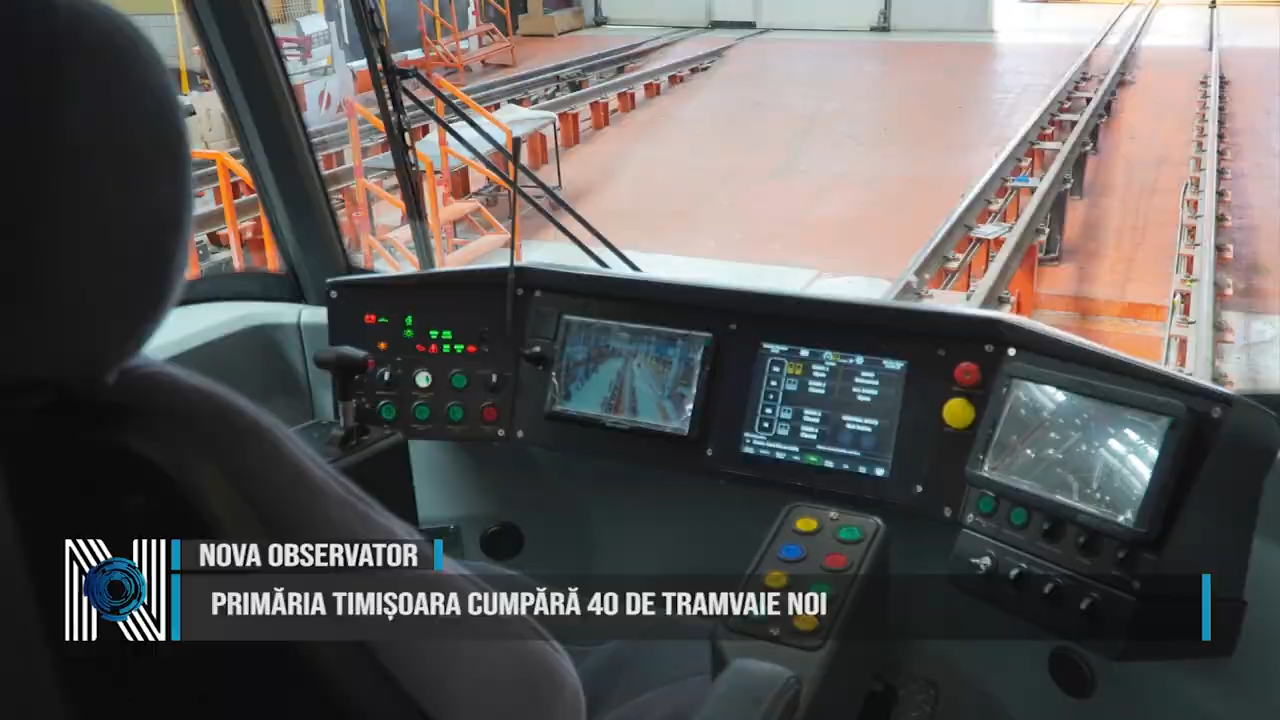 NOVA OBSERVATOR
PRIMĂRIA TIMIȘOARA CUMPĂRĂ 40 DE TRAMVAIE NOI